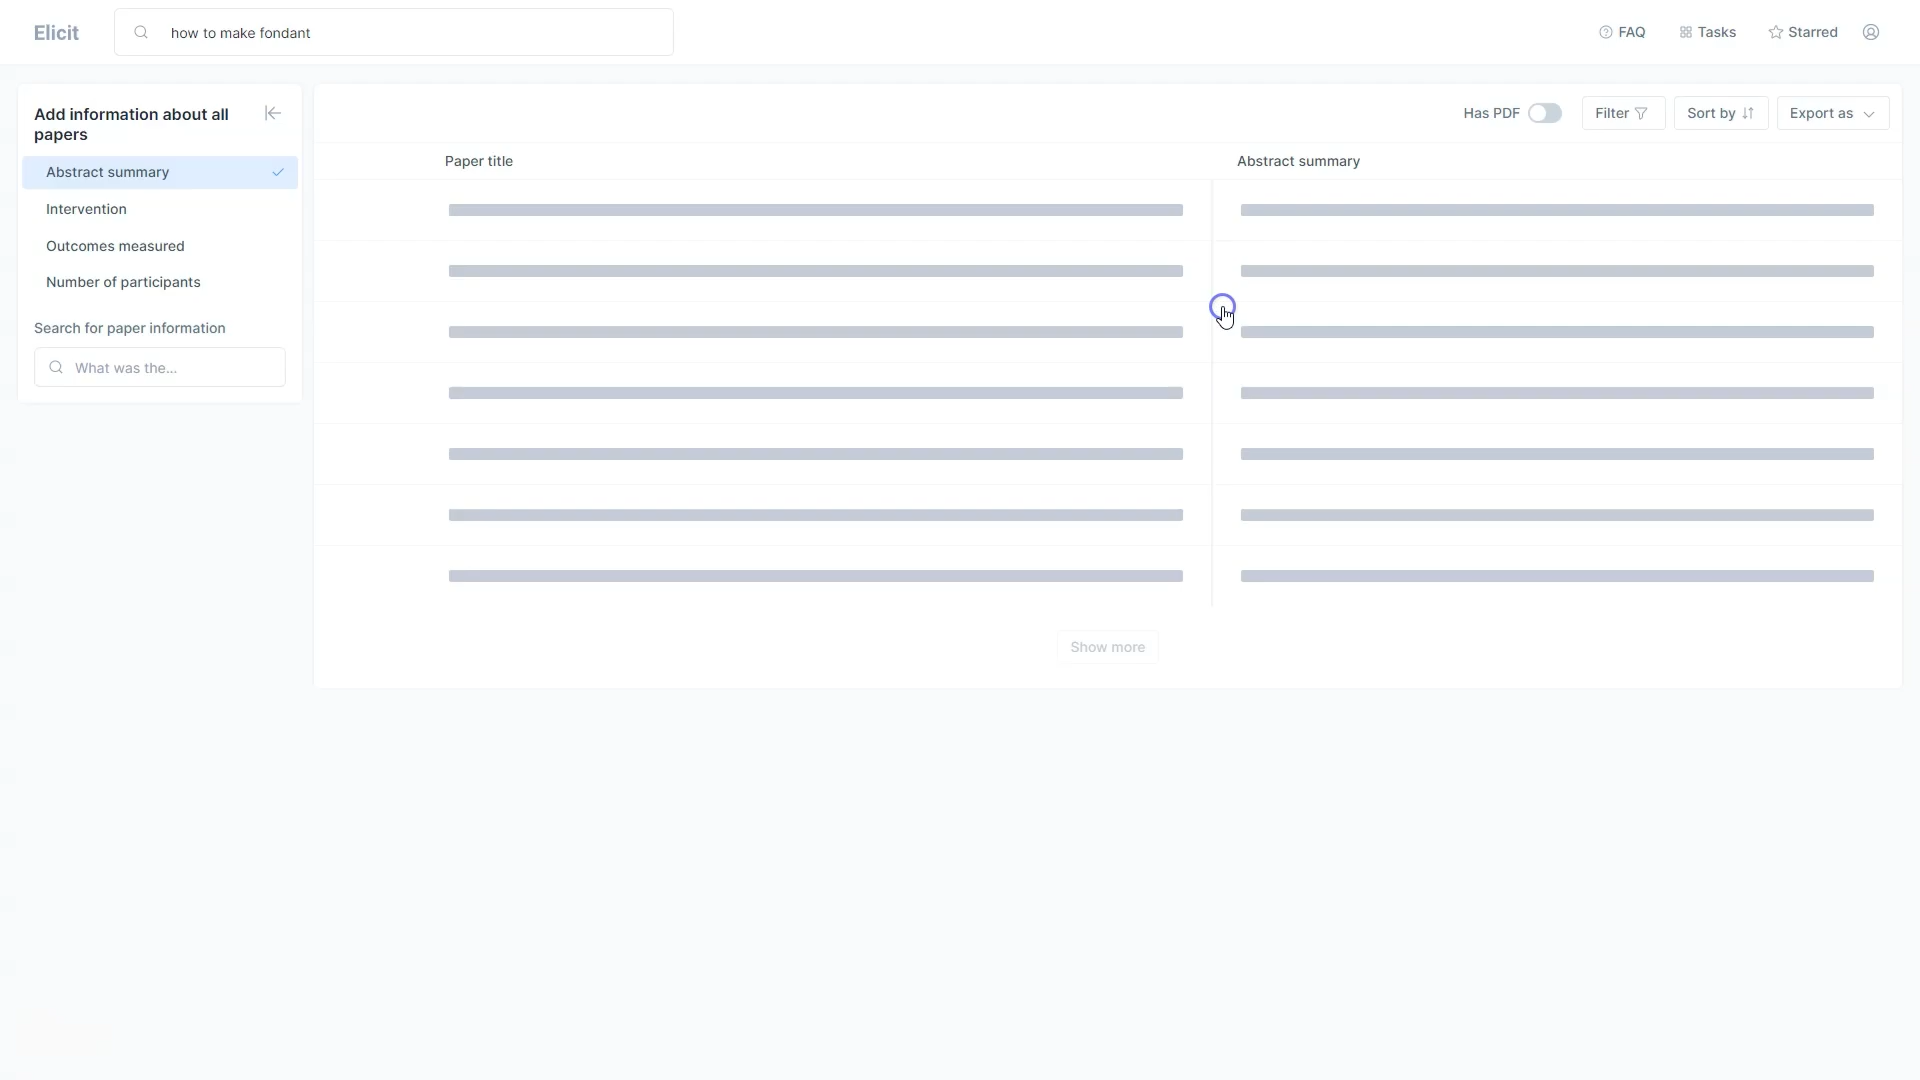 Elicit
how to make fondant
FAQ
Tasks
Starred
Add information about all
papers
Abstract summary
Intervention
Outcomes measured
Number of participants
Search for paper information
What was the...
Has PDF
Filter
Sort by
Export as
Paper title
Abstract summary
Show more